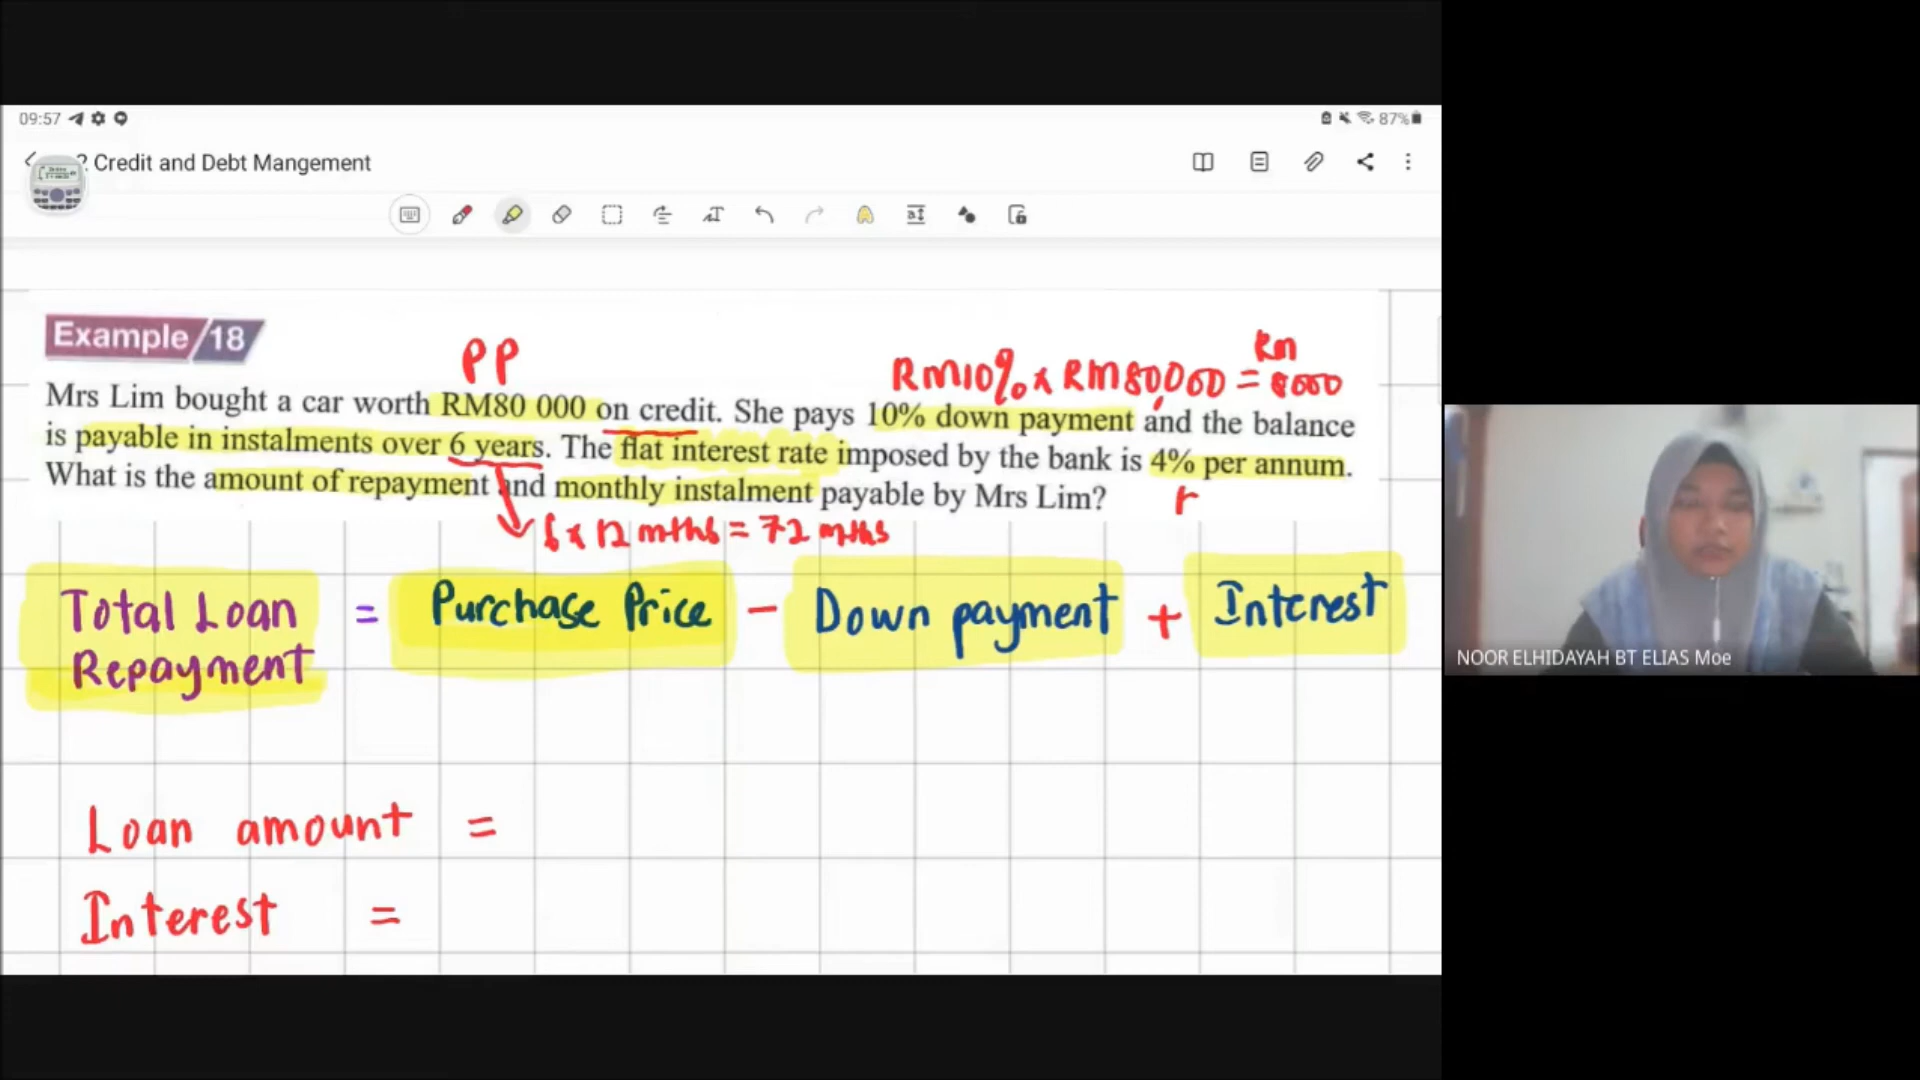 09:57
87%
2 Credit and Debt Mangement
Example 18
PP
RM10% x RM80,000 = RM 8000
Mrs Lim bought a car worth RM80 000 on credit. She pays 10% down payment and the balance
is payable in instalments over 6 years. The flat interest rate imposed by the bank is 4% per annum.
What is the amount of repayment and monthly instalment payable by Mrs Lim?
r
6 x 12 mths = 72 mths
Total Loan Repayment = Purchase Price - Down payment + Interest
Loan amount =
Interest =
NOOR ELHIDAYAH BT ELIAS Moe